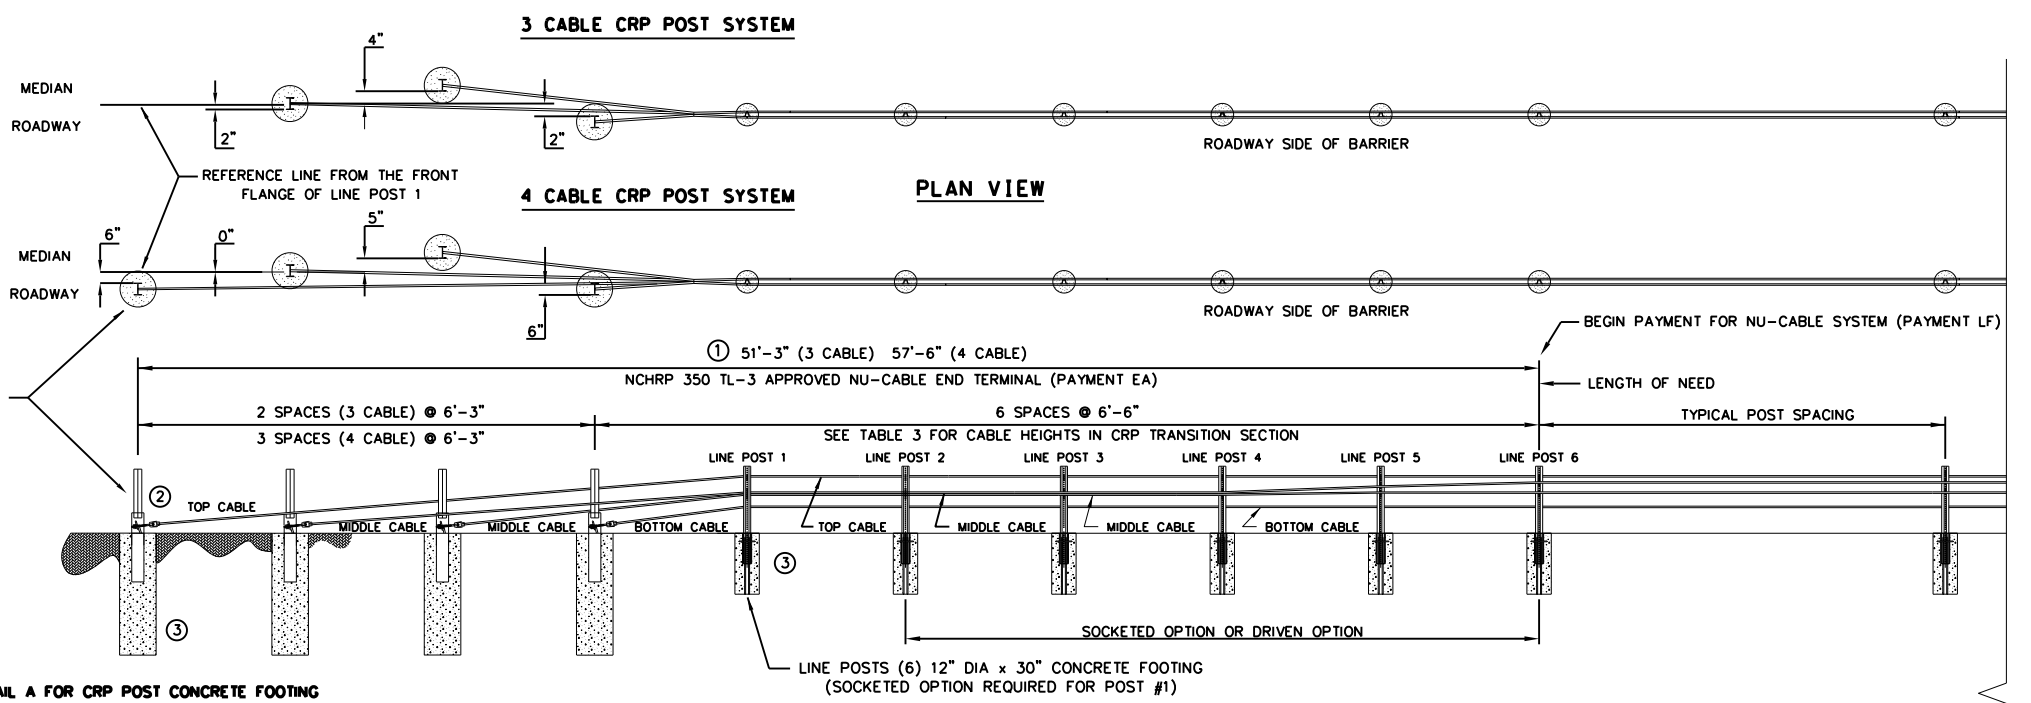 3 CABLE CRP POST SYSTEM
4"
MEDIAN
ROADWAY
2"
2"
ROADWAY SIDE OF BARRIER
REFERENCE LINE FROM THE FRONT
FLANGE OF LINE POST 1
4 CABLE CRP POST SYSTEM
PLAN VIEW
6"
0"
5"
MEDIAN
ROADWAY
6"
ROADWAY SIDE OF BARRIER
BEGIN PAYMENT FOR NU-CABLE SYSTEM (PAYMENT LF)
1 51'-3" (3 CABLE) 57'-6" (4 CABLE)
NCHRP 350 TL-3 APPROVED NU-CABLE END TERMINAL (PAYMENT EA)
LENGTH OF NEED
2 SPACES (3 CABLE) @ 6'-3"
3 SPACES (4 CABLE) @ 6'-3"
6 SPACES @ 6'-6"
SEE TABLE 3 FOR CABLE HEIGHTS IN CRP TRANSITION SECTION
TYPICAL POST SPACING
LINE POST 1
LINE POST 2
LINE POST 3
LINE POST 4
LINE POST 5
LINE POST 6
2
TOP CABLE
MIDDLE CABLE
MIDDLE CABLE
BOTTOM CABLE
TOP CABLE
MIDDLE CABLE
MIDDLE CABLE
BOTTOM CABLE
3
3
SOCKETED OPTION OR DRIVEN OPTION
LINE POSTS (6) 12" DIA x 30" CONCRETE FOOTING
(SOCKETED OPTION REQUIRED FOR POST #1)
AIL A FOR CRP POST CONCRETE FOOTING